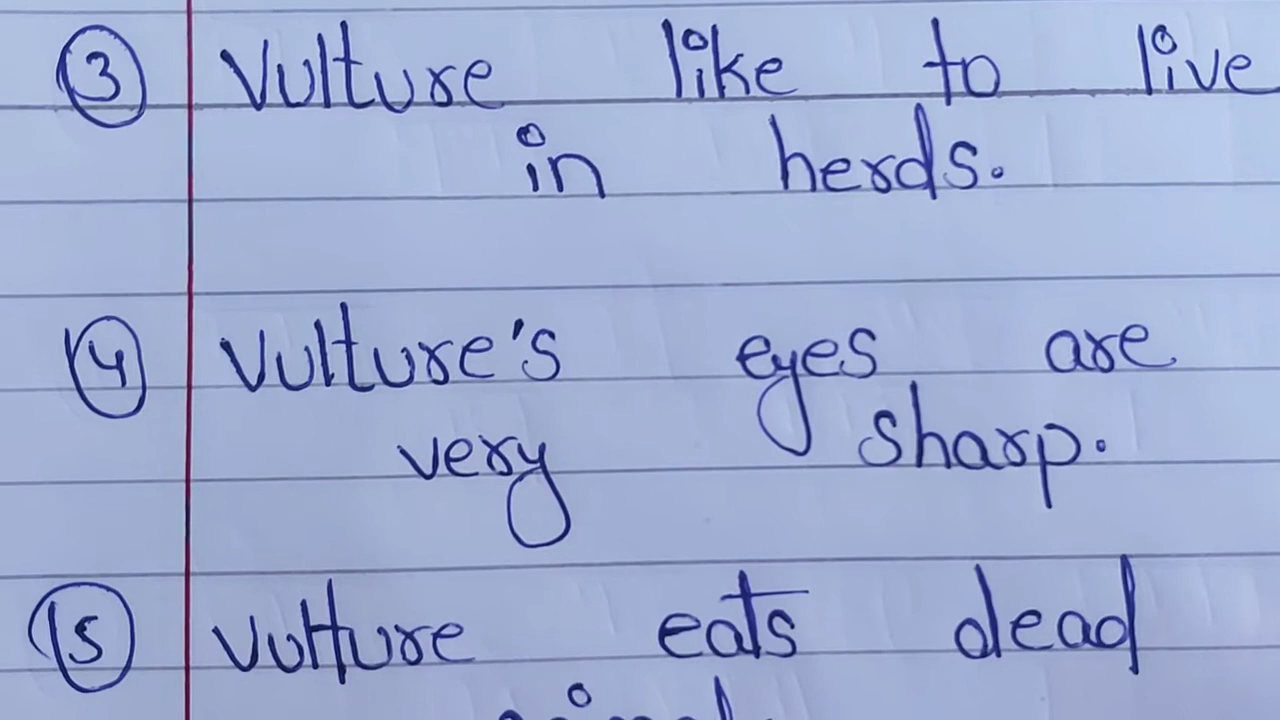 3 Vulture like to live
in herds.
4 Vulture's eyes are
very sharp.
5 Vulture eats dead